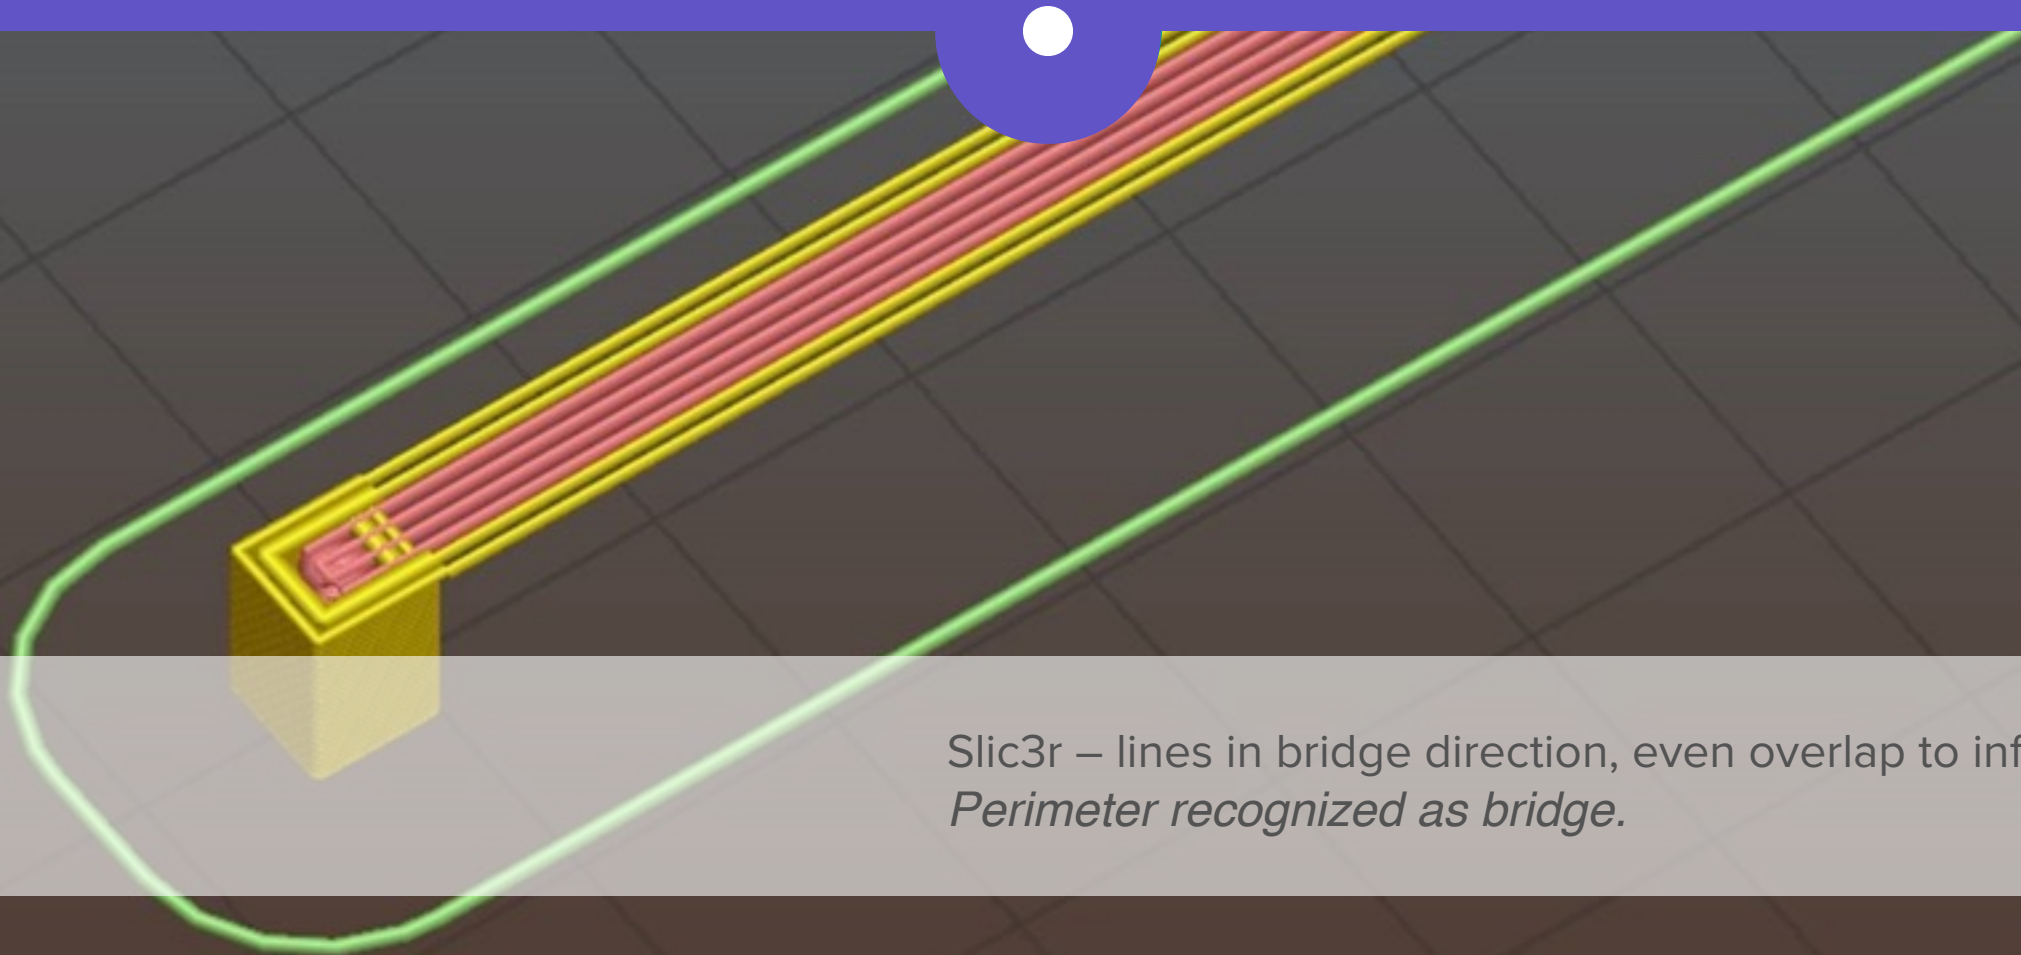 Slic3r – lines in bridge direction, even overlap to
Perimeter recognized as bridge.